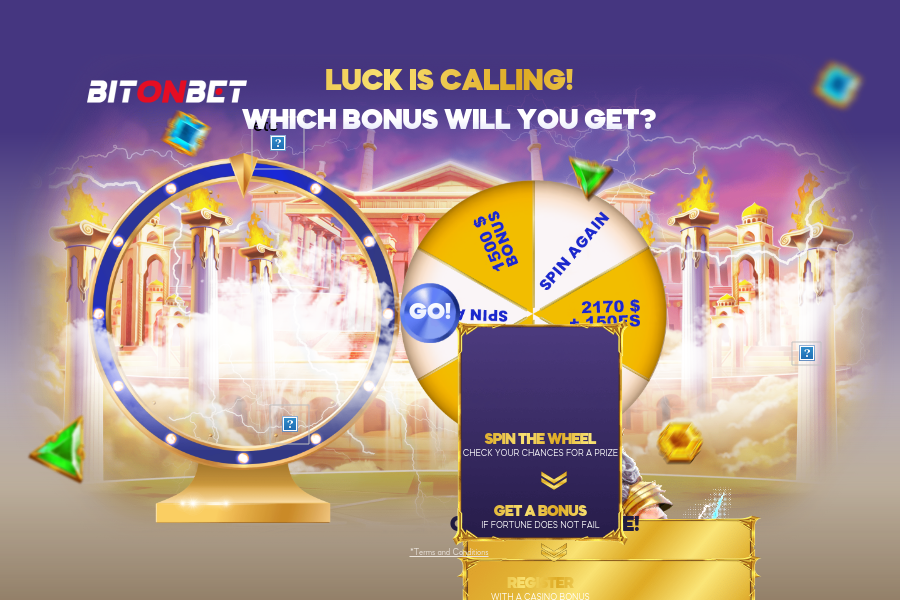 LUCK IS CALLING!
BITONBET
WHICH BONUS WILL YOU GET?
1500 $
BONUS
SPIN AGAIN
2170 $
GO!
SPIN
SPIN THE WHEEL
CHECK YOUR CHANCES FOR A PRIZE
GET A BONUS
IF FORTUNE DOES NOT FAIL
*Terms and Conditions
REGISTER
WITH A CASINO BONUS